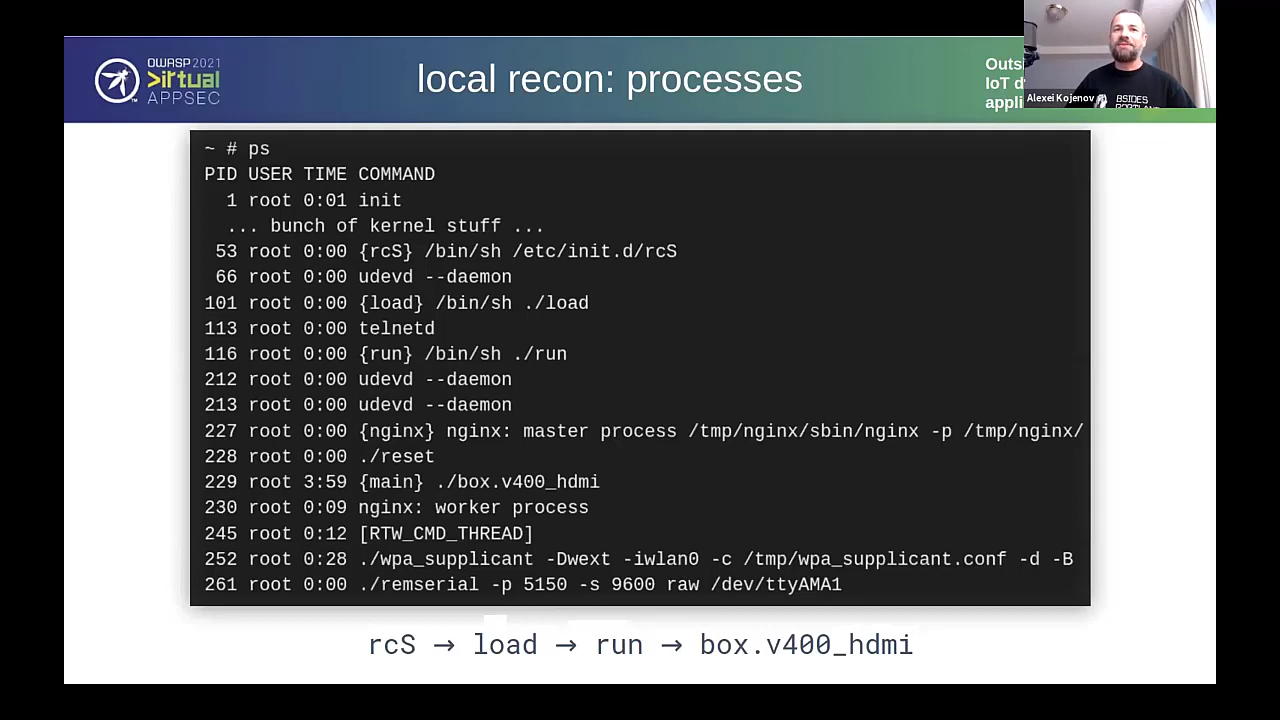 OWASP 2021
>irtual
APPSEC
local recon: processes
Outs
IoT d
appli
Alexei Kojenov
BSIDES
~ # ps
PID USER TIME COMMAND
1 root 0:01 init
... bunch of kernel stuff ...
53 root 0:00 {rcS} /bin/sh /etc/init.d/rcS
66 root 0:00 udevd --daemon
101 root 0:00 {load} /bin/sh ./load
113 root 0:00 telnetd
116 root 0:00 {run} /bin/sh ./run
212 root 0:00 udevd --daemon
213 root 0:00 udevd --daemon
227 root 0:00 {nginx} nginx: master process /tmp/nginx/sbin/nginx -p /tmp/nginx/
228 root 0:00 ./reset
229 root 3:59 {main} ./box.v400_hdmi
230 root 0:09 nginx: worker process
245 root 0:12 [RTW_CMD_THREAD]
252 root 0:28 ./wpa_supplicant -Dwext -iwlan0 -c /tmp/wpa_supplicant.conf -d -B
261 root 0:00 ./remserial -p 5150 -s 9600 raw /dev/ttyAMA1
rcS → load → run → box.v400_hdmi